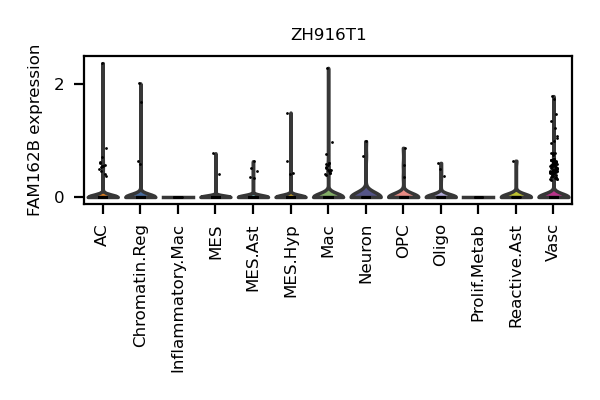 ZH916T1
FAM162B expression
2
0
AC
Chromatin.Reg
Inflammatory.Mac
MES
MES.Ast
MES.Hyp
Mac
Neuron
OPC
Oligo
Prolif.Metab
Reactive.Ast
Vasc